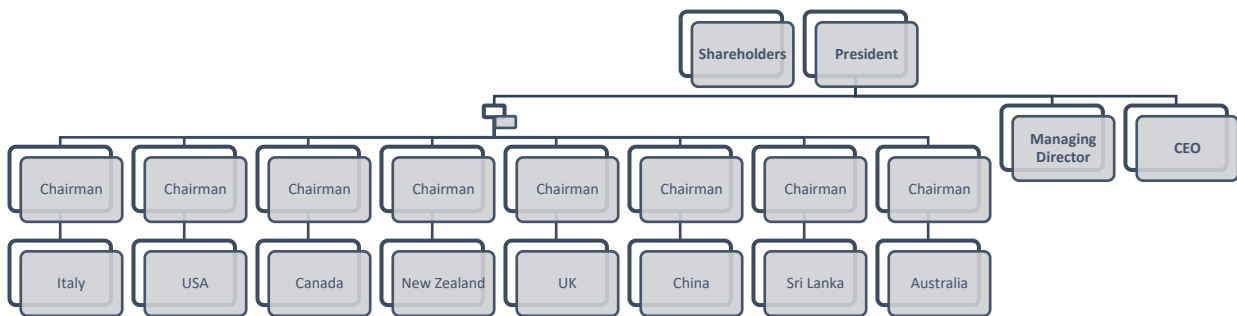 Shareholders
President
Managing
Director
CEO
Chairman
Chairman
Chairman
Chairman
Chairman
Chairman
Chairman
Chairman
Italy
USA
Canada
New Zealand
UK
China
Sri Lanka
Australia